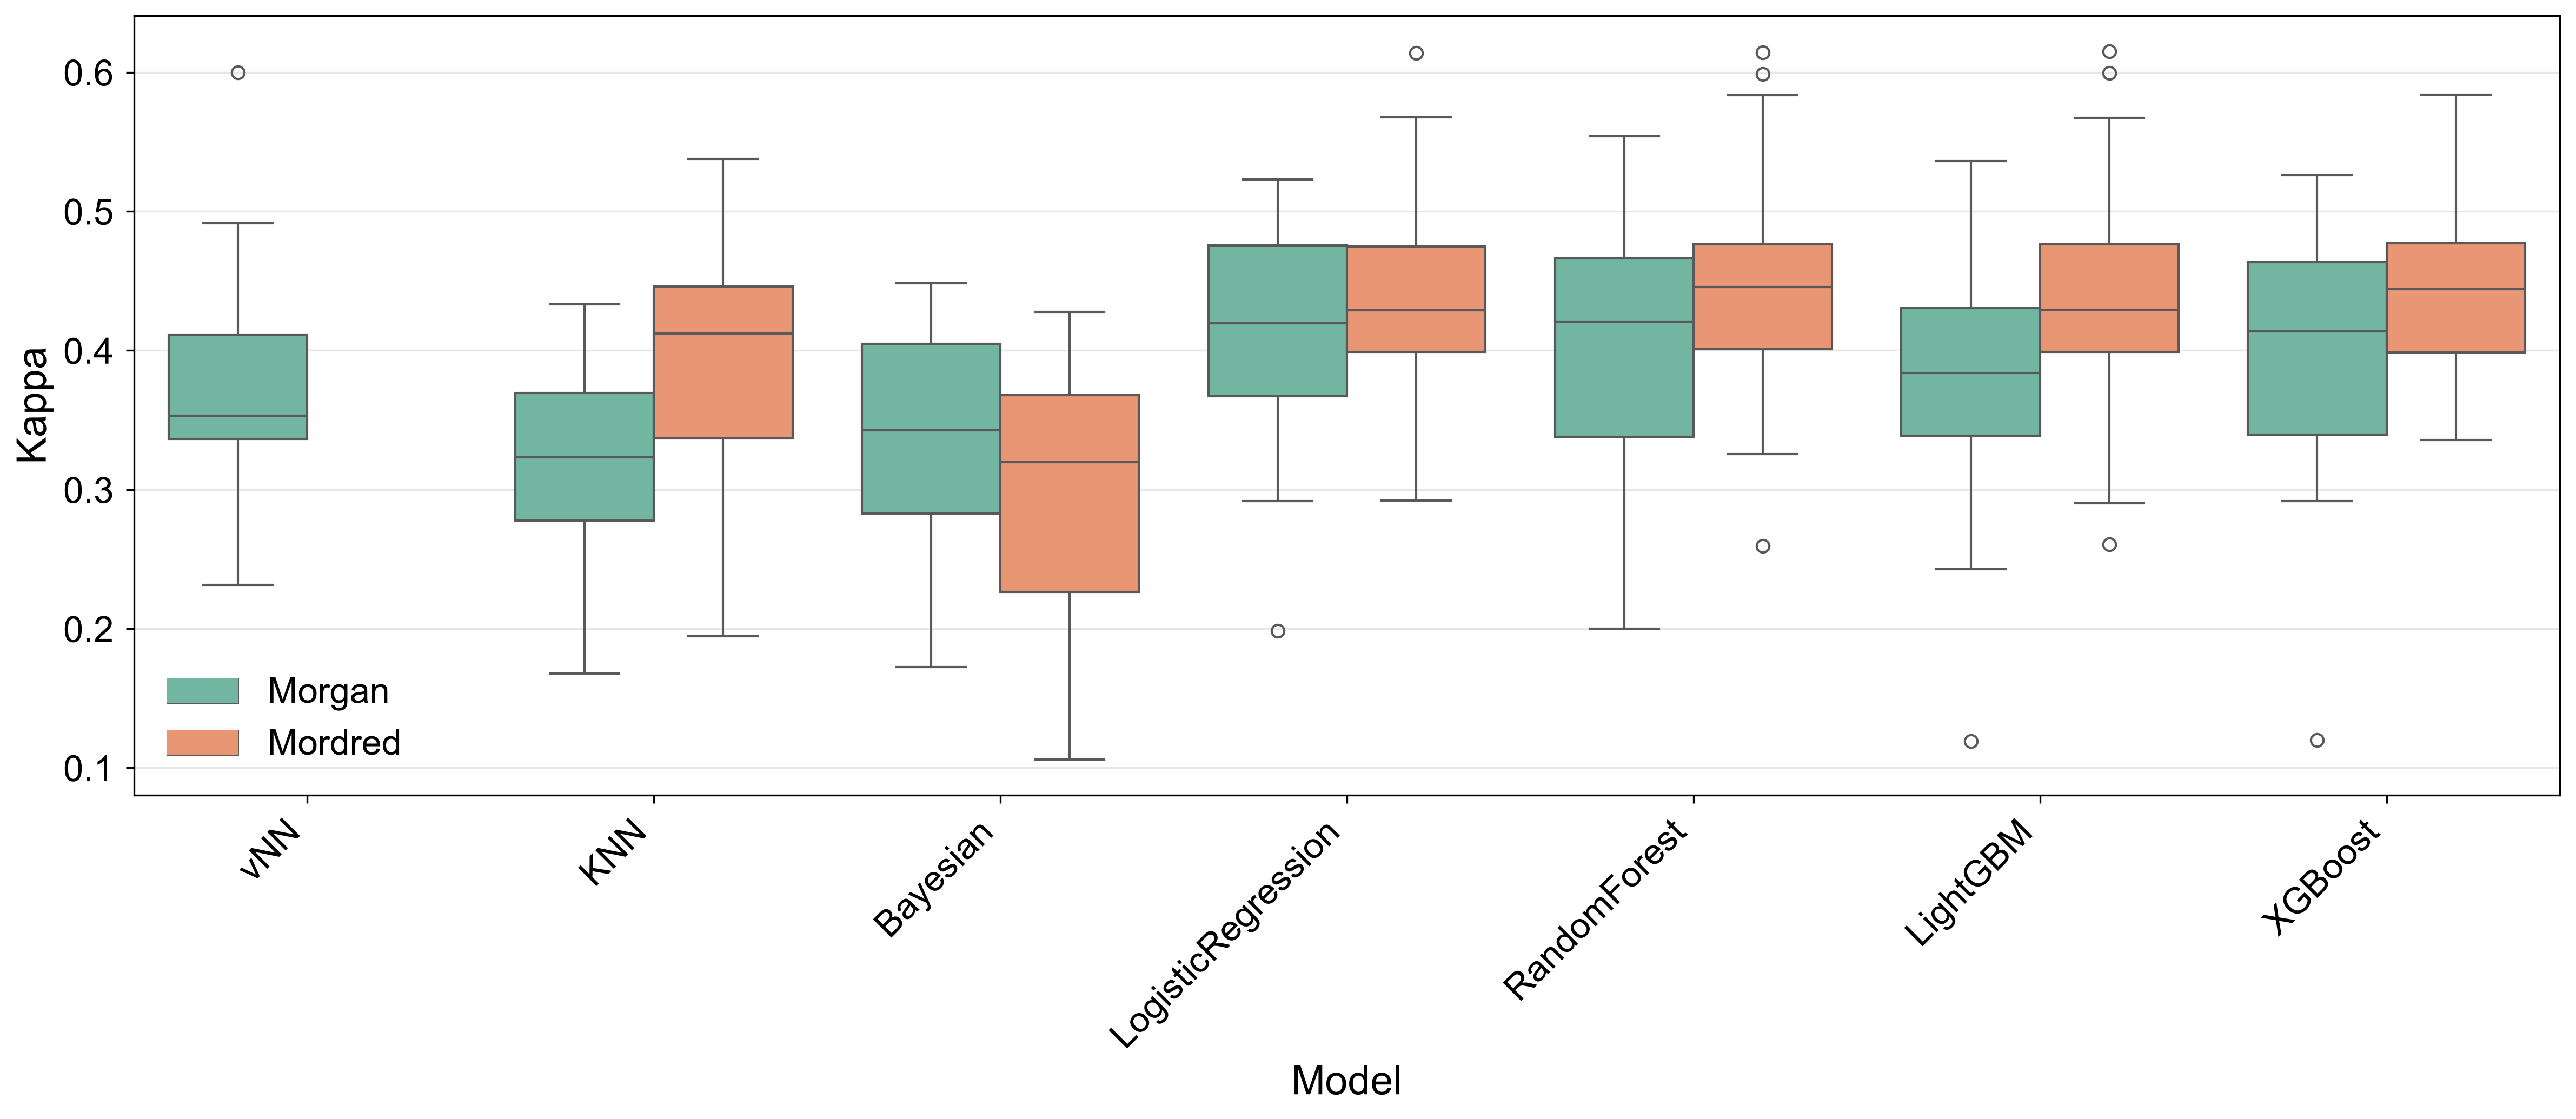 0.6
0.5
0.4
0.3
0.2
0.1
Kappa
Morgan
Mordred
vNN
KNN
Bayesian
LogisticRegression
RandomForest
LightGBM
XGBoost
Model